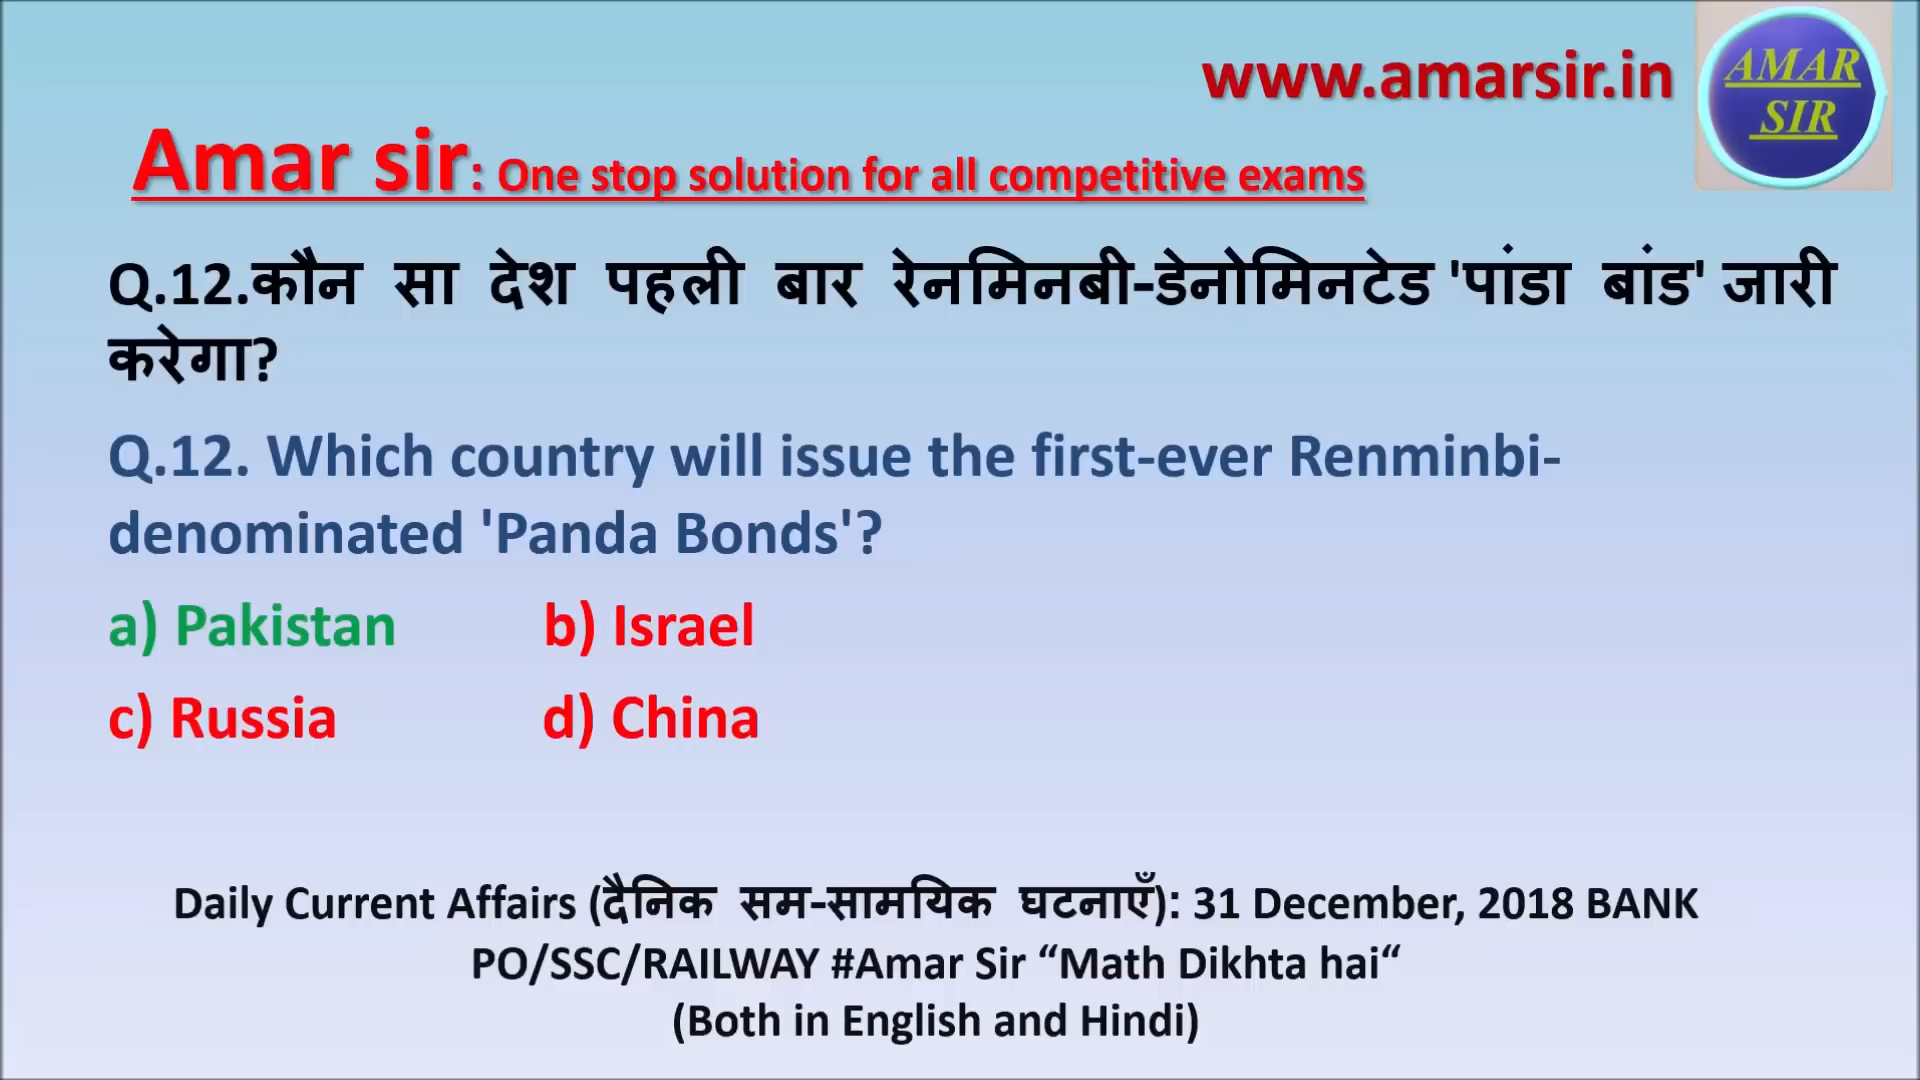 www.amarsir.in
AMAR
SIR
Amar sir: One stop solution for all competitive exams
Q.12.कौन सा देश पहली बार रेनमिनबी-डेनोमिनटेड 'पांडा बांड' जारी
करेगा?
Q.12. Which country will issue the first-ever Renminbi-
denominated 'Panda Bonds'?
a) Pakistan b) Israel
c) Russia d) China
Daily Current Affairs (दैनिक सम-सामयिक घटनाएँ): 31 December, 2018 BANK
PO/SSC/RAILWAY #Amar Sir “Math Dikhta hai“
(Both in English and Hindi)